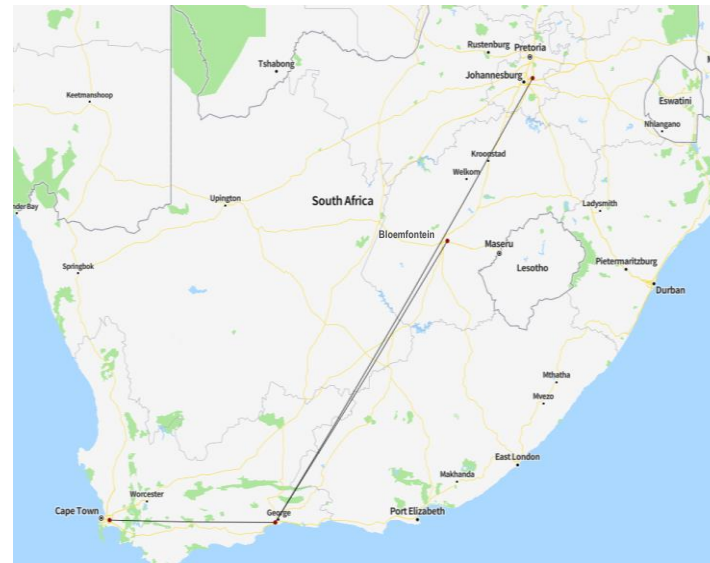 Rustenburg
Pretoria
Tshabong
Johannesburg
Keetmanshoop
Eswatini
Nhlangano
Kroonstad
Welkom
Upington
South Africa
Ladysmith
nder Bay
Bloemfontein
Maseru
Lesotho
Pietermaritzburg
Springbok
Durban
Mthatha
Mvezo
East London
Makhanda
Worcester
Cape Town
George
Port Elizabeth